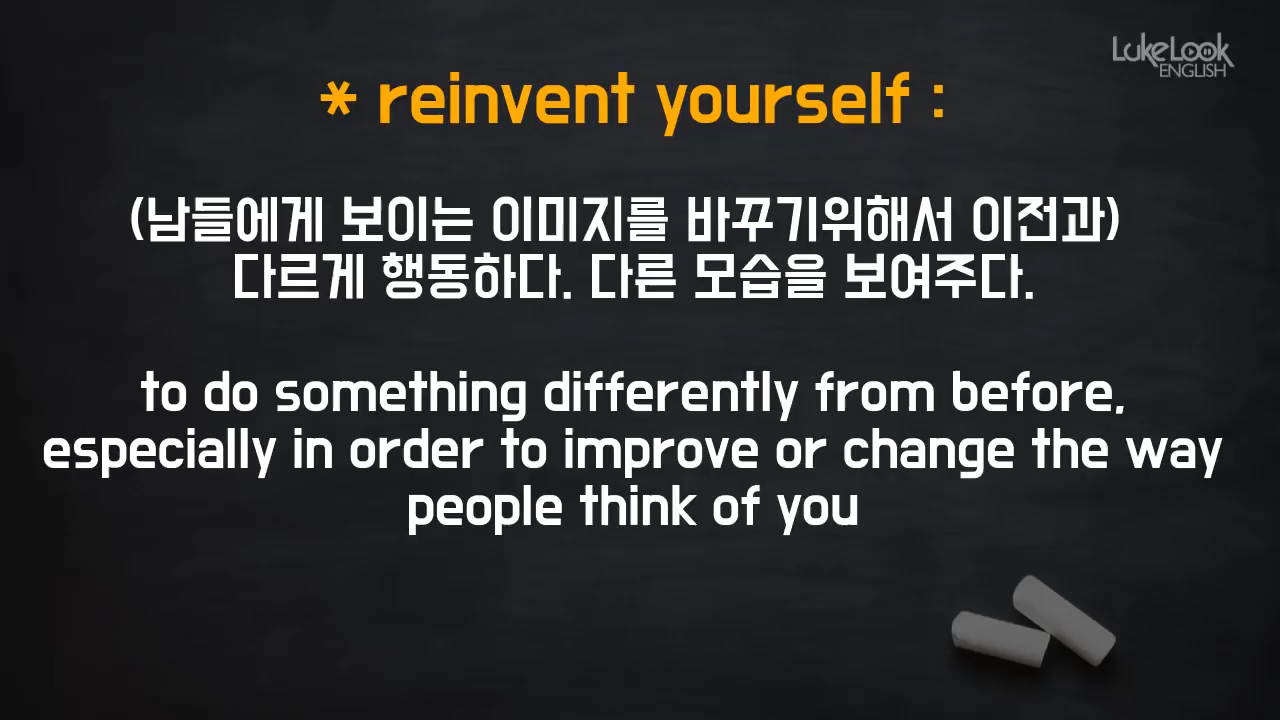 LukeLook
ENGLISH
* reinvent yourself :
(남들에게 보이는 이미지를 바꾸기위해서 이전과)
다르게 행동하다. 다른 모습을 보여주다.
to do something differently from before,
especially in order to improve or change the way
people think of you